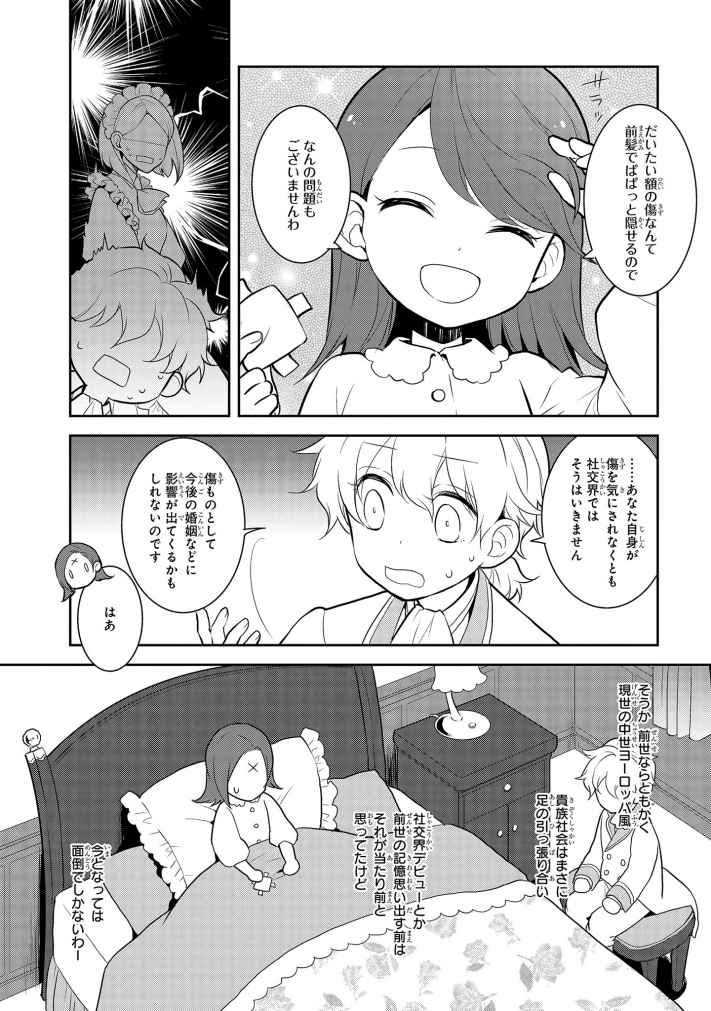 だいたい額の傷なんて
前髪でぱぱっと隠せるので
キラッ
なんの問題も
ございませんわ
……あなた自身が
傷を気にされなくとも
社交界では
そうはいきません
傷ものとして
今後の婚姻などに
影響が出てくるかも
しれないのです
はあ
そうか 前世ならともかく
現世の中世ヨーロッパ風
貴族社会はまさに
足の引っ張り合い
社交界デビューとか
前世の記憶思い出す前は
それが当たり前と
思ってたけど
今となっては
面倒でしかないわー